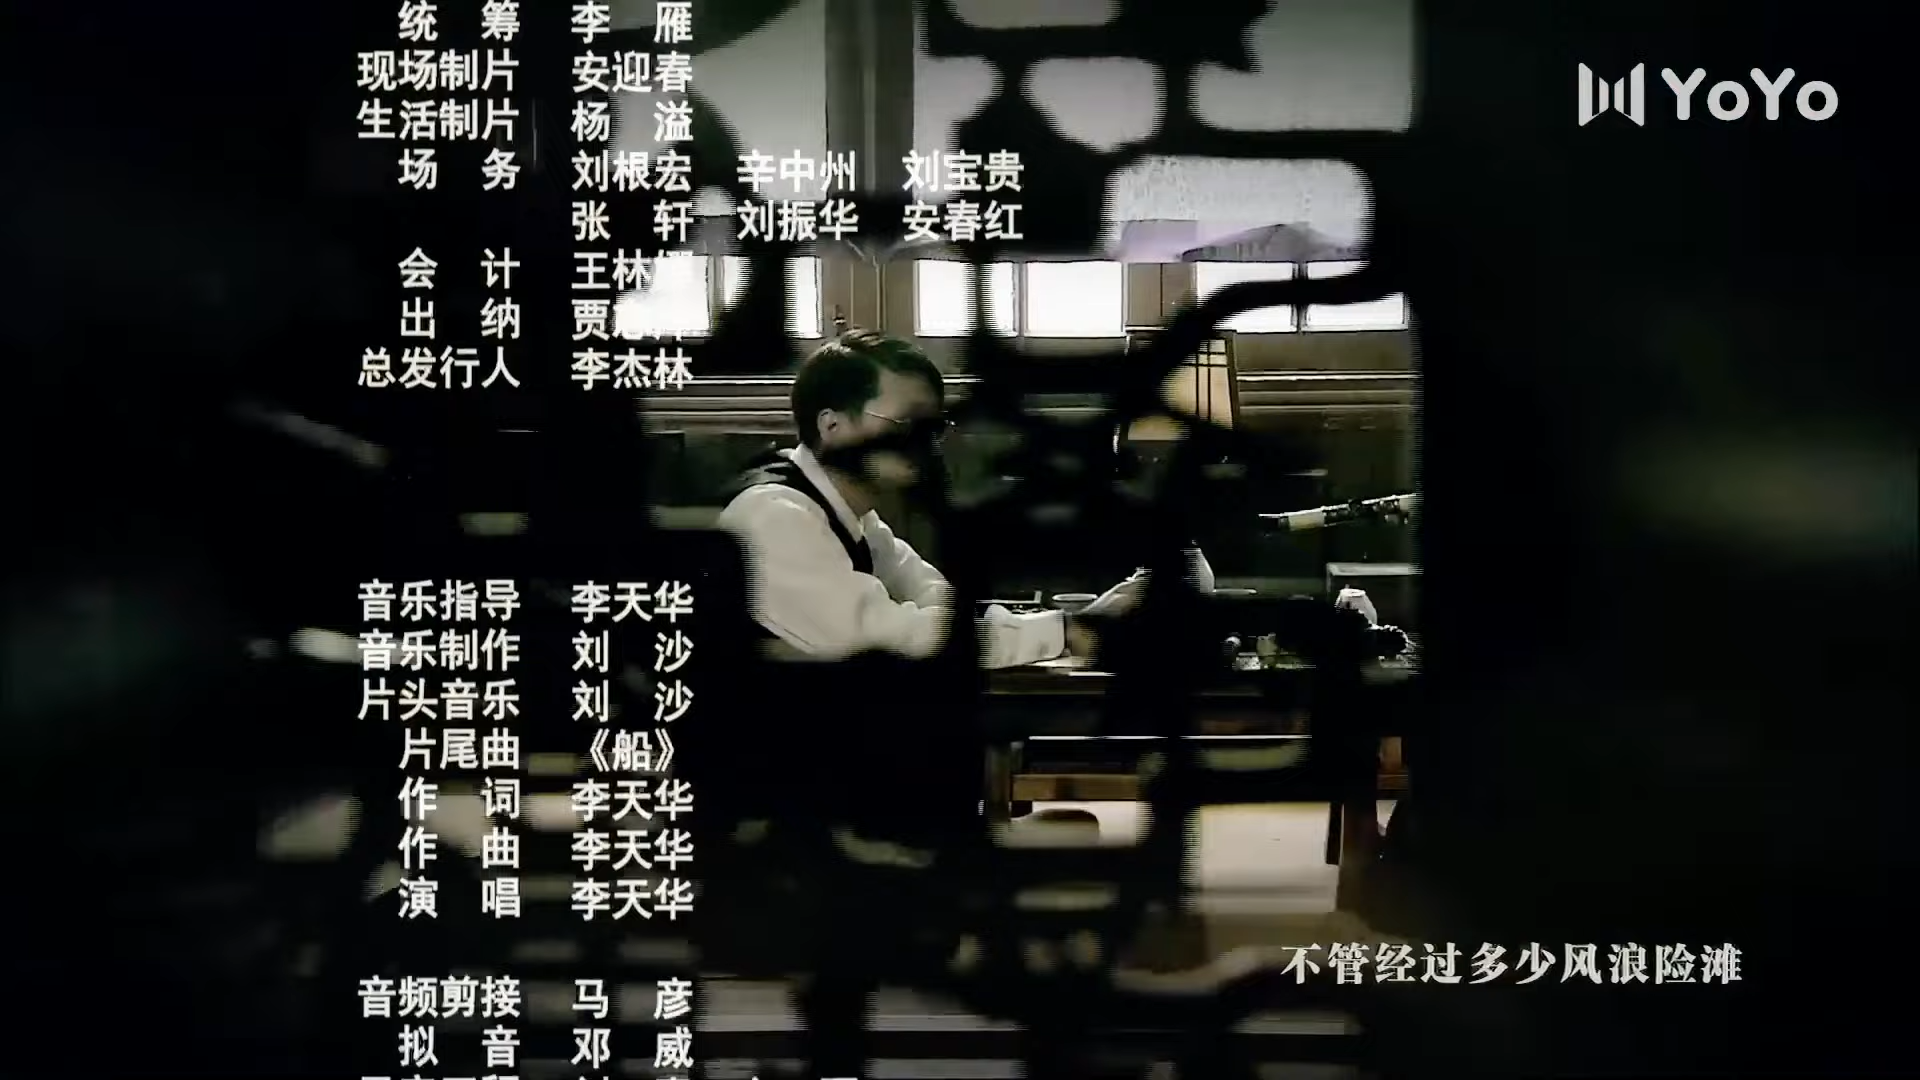 统筹 李雁
现场制片 安迎春
生活制片 杨溢
场务 刘根宏 辛中州 刘宝贵
张轩 刘振华 安春红
会计 王林
出纳 贾
总发行人 李杰林
音乐指导 李天华
音乐制作 刘沙
片头音乐 刘沙
片尾曲 《船》
作词 李天华
作曲 李天华
演唱 李天华
音频剪接 马彦
拟音 邓威
YoYo
不管经过多少风浪险滩